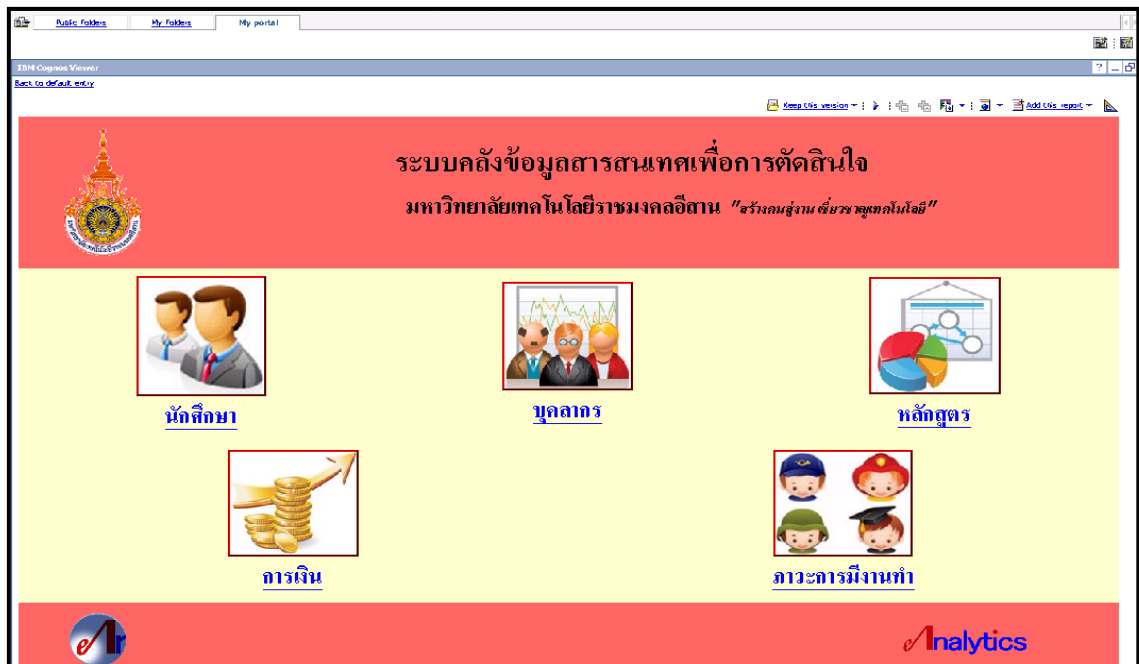 Public Folders My Folders My portal
IBM Cognos Viewer
Back to default entry
Keep this version Add this report
ระบบคลังข้อมูลสารสนเทศเพื่อการตัดสินใจ
มหาวิทยาลัยเทคโนโลยีราชมงคลอีสาน "สร้างคนสู่งาน เชี่ยวชาญเทคโนโลยี"
นักศึกษา บุคลากร หลักสูตร
การเงิน ภาวะการมีงานทำ
eAnalytics